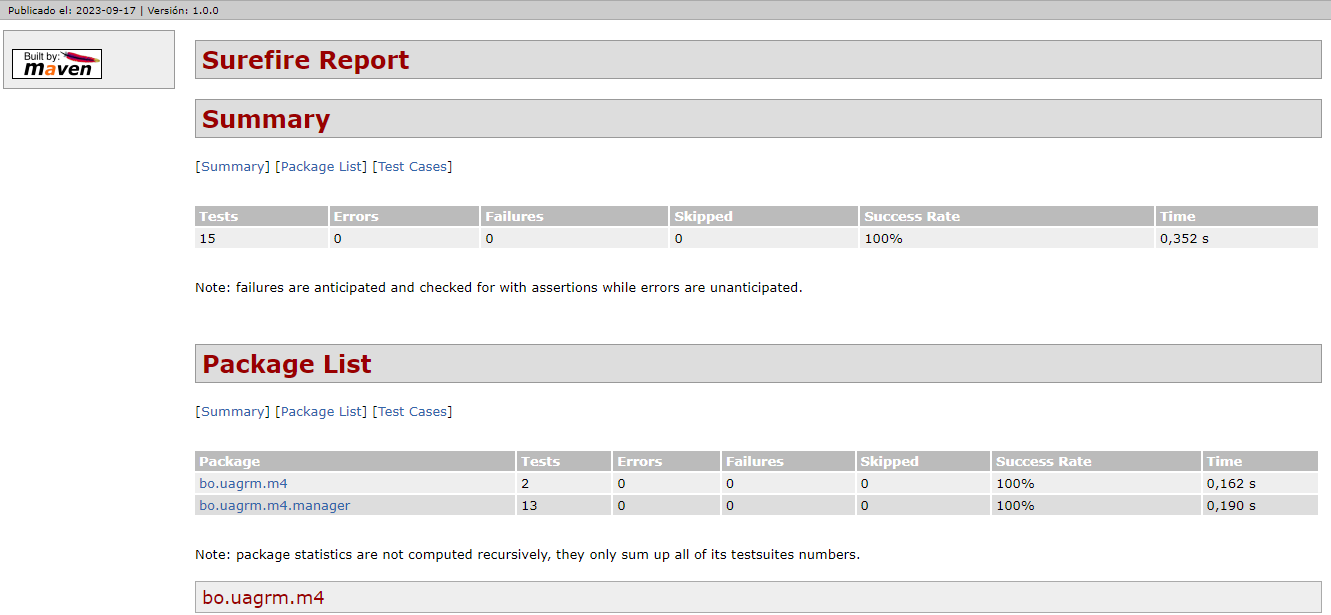 Publicado el: 2023-09-17 | Versión: 1.0.0
Built by:
maven
Surefire Report
Summary
[Summary] [Package List] [Test Cases]
Tests Errors Failures Skipped Success Rate Time
15 0 0 0 100% 0,352 s
Note: failures are anticipated and checked for with assertions while errors are unanticipated.
Package List
[Summary] [Package List] [Test Cases]
Package Tests Errors Failures Skipped Success Rate Time
bo.uagrm.m4 2 0 0 0 100% 0,162 s
bo.uagrm.m4.manager 13 0 0 0 100% 0,190 s
Note: package statistics are not computed recursively, they only sum up all of its testsuites numbers.
bo.uagrm.m4